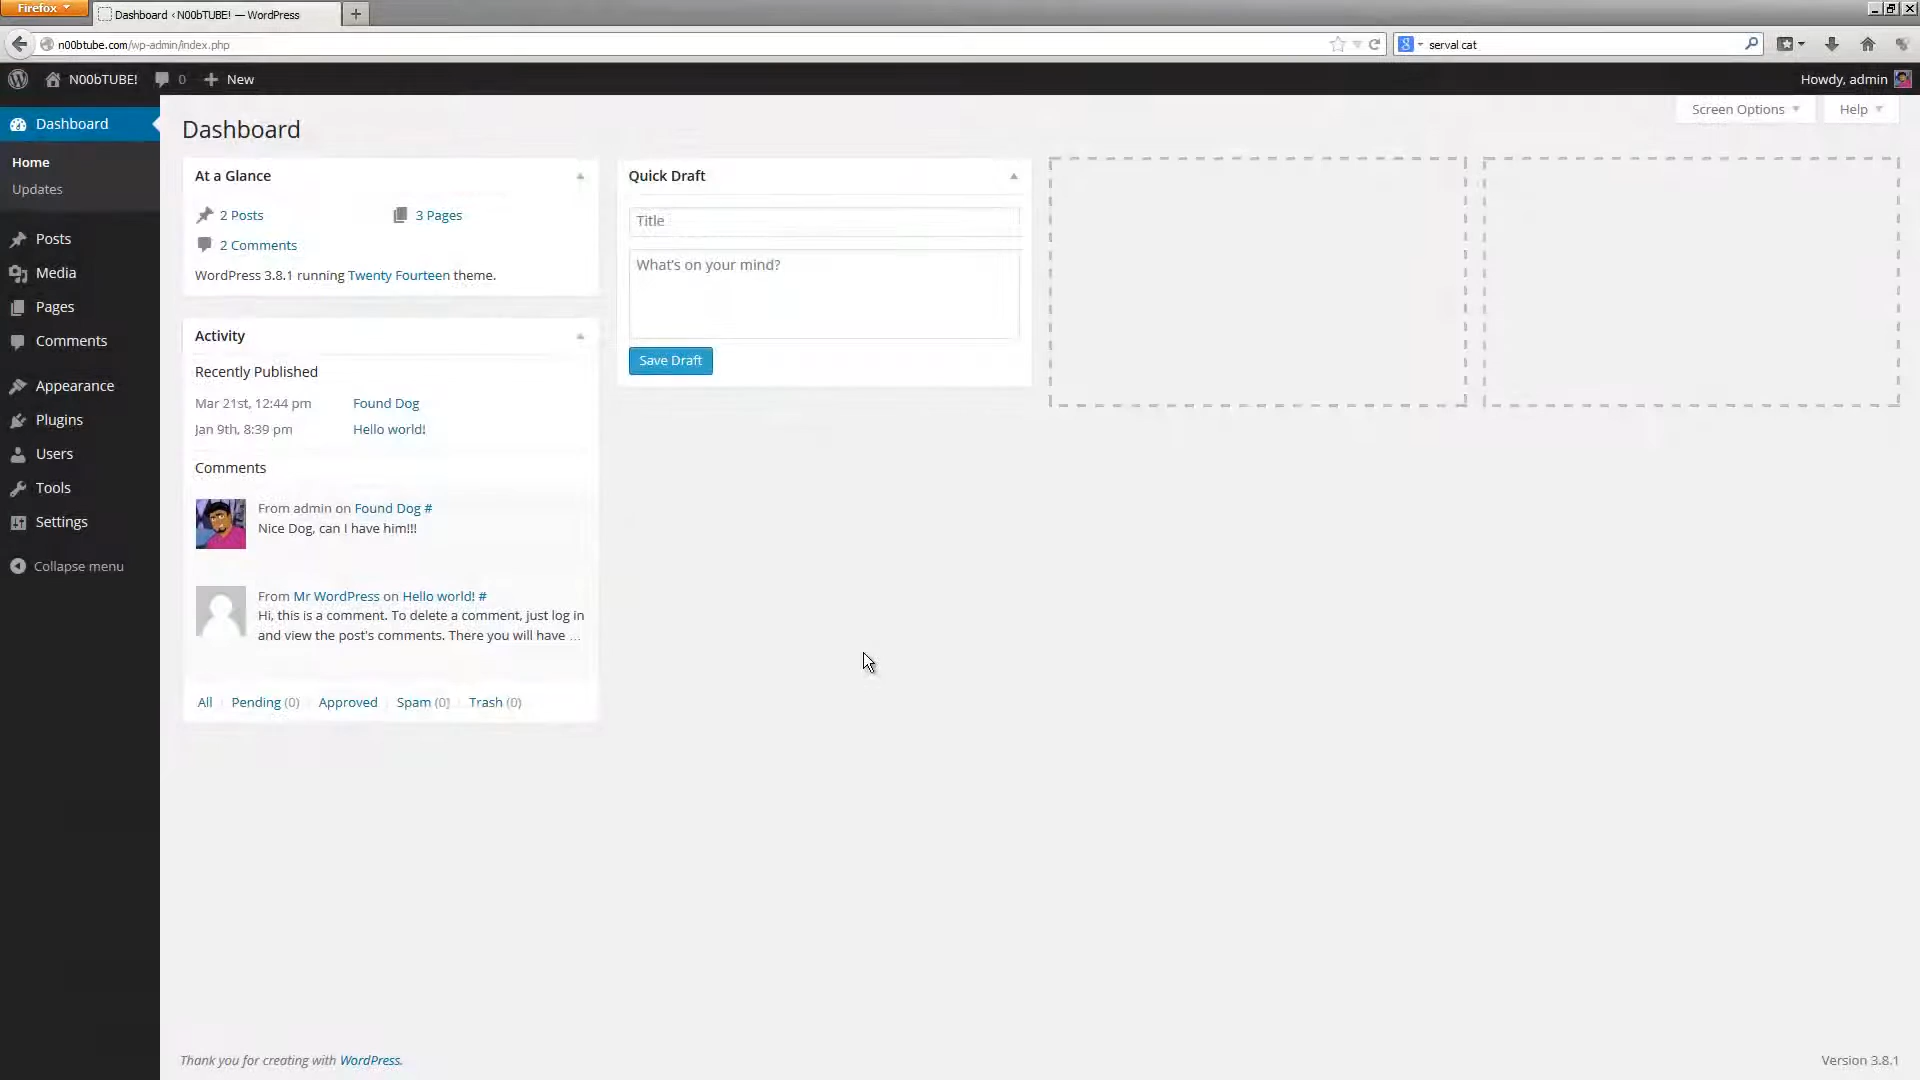 Firefox
Dashboard ‹ N00bTUBE! — WordPress
n00btube.com/wp-admin/index.php
serval cat
N00bTUBE!
0
New
Howdy, admin
Dashboard
Home
Updates
Posts
Media
Pages
Comments
Appearance
Plugins
Users
Tools
Settings
Collapse menu
Screen Options
Help
Dashboard
At a Glance
2 Posts
3 Pages
2 Comments
WordPress 3.8.1 running Twenty Fourteen theme.
Activity
Recently Published
Mar 21st, 12:44 pm Found Dog
Jan 9th, 8:39 pm Hello world!
Comments
From admin on Found Dog #
Nice Dog, can I have him!!!
From Mr WordPress on Hello world! #
Hi, this is a comment. To delete a comment, just log in
and view the post's comments. There you will have …
All Pending (0) Approved Spam (0) Trash (0)
Quick Draft
Title
What's on your mind?
Save Draft
Thank you for creating with WordPress.
Version 3.8.1